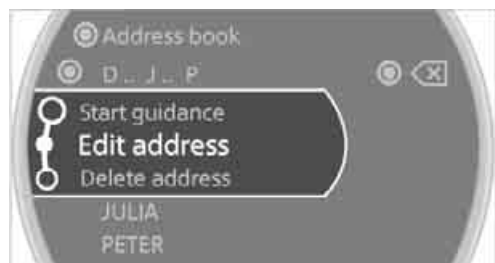 Address book
D .. J .. P
Start guidance
Edit address
Delete address
JULIA
PETER